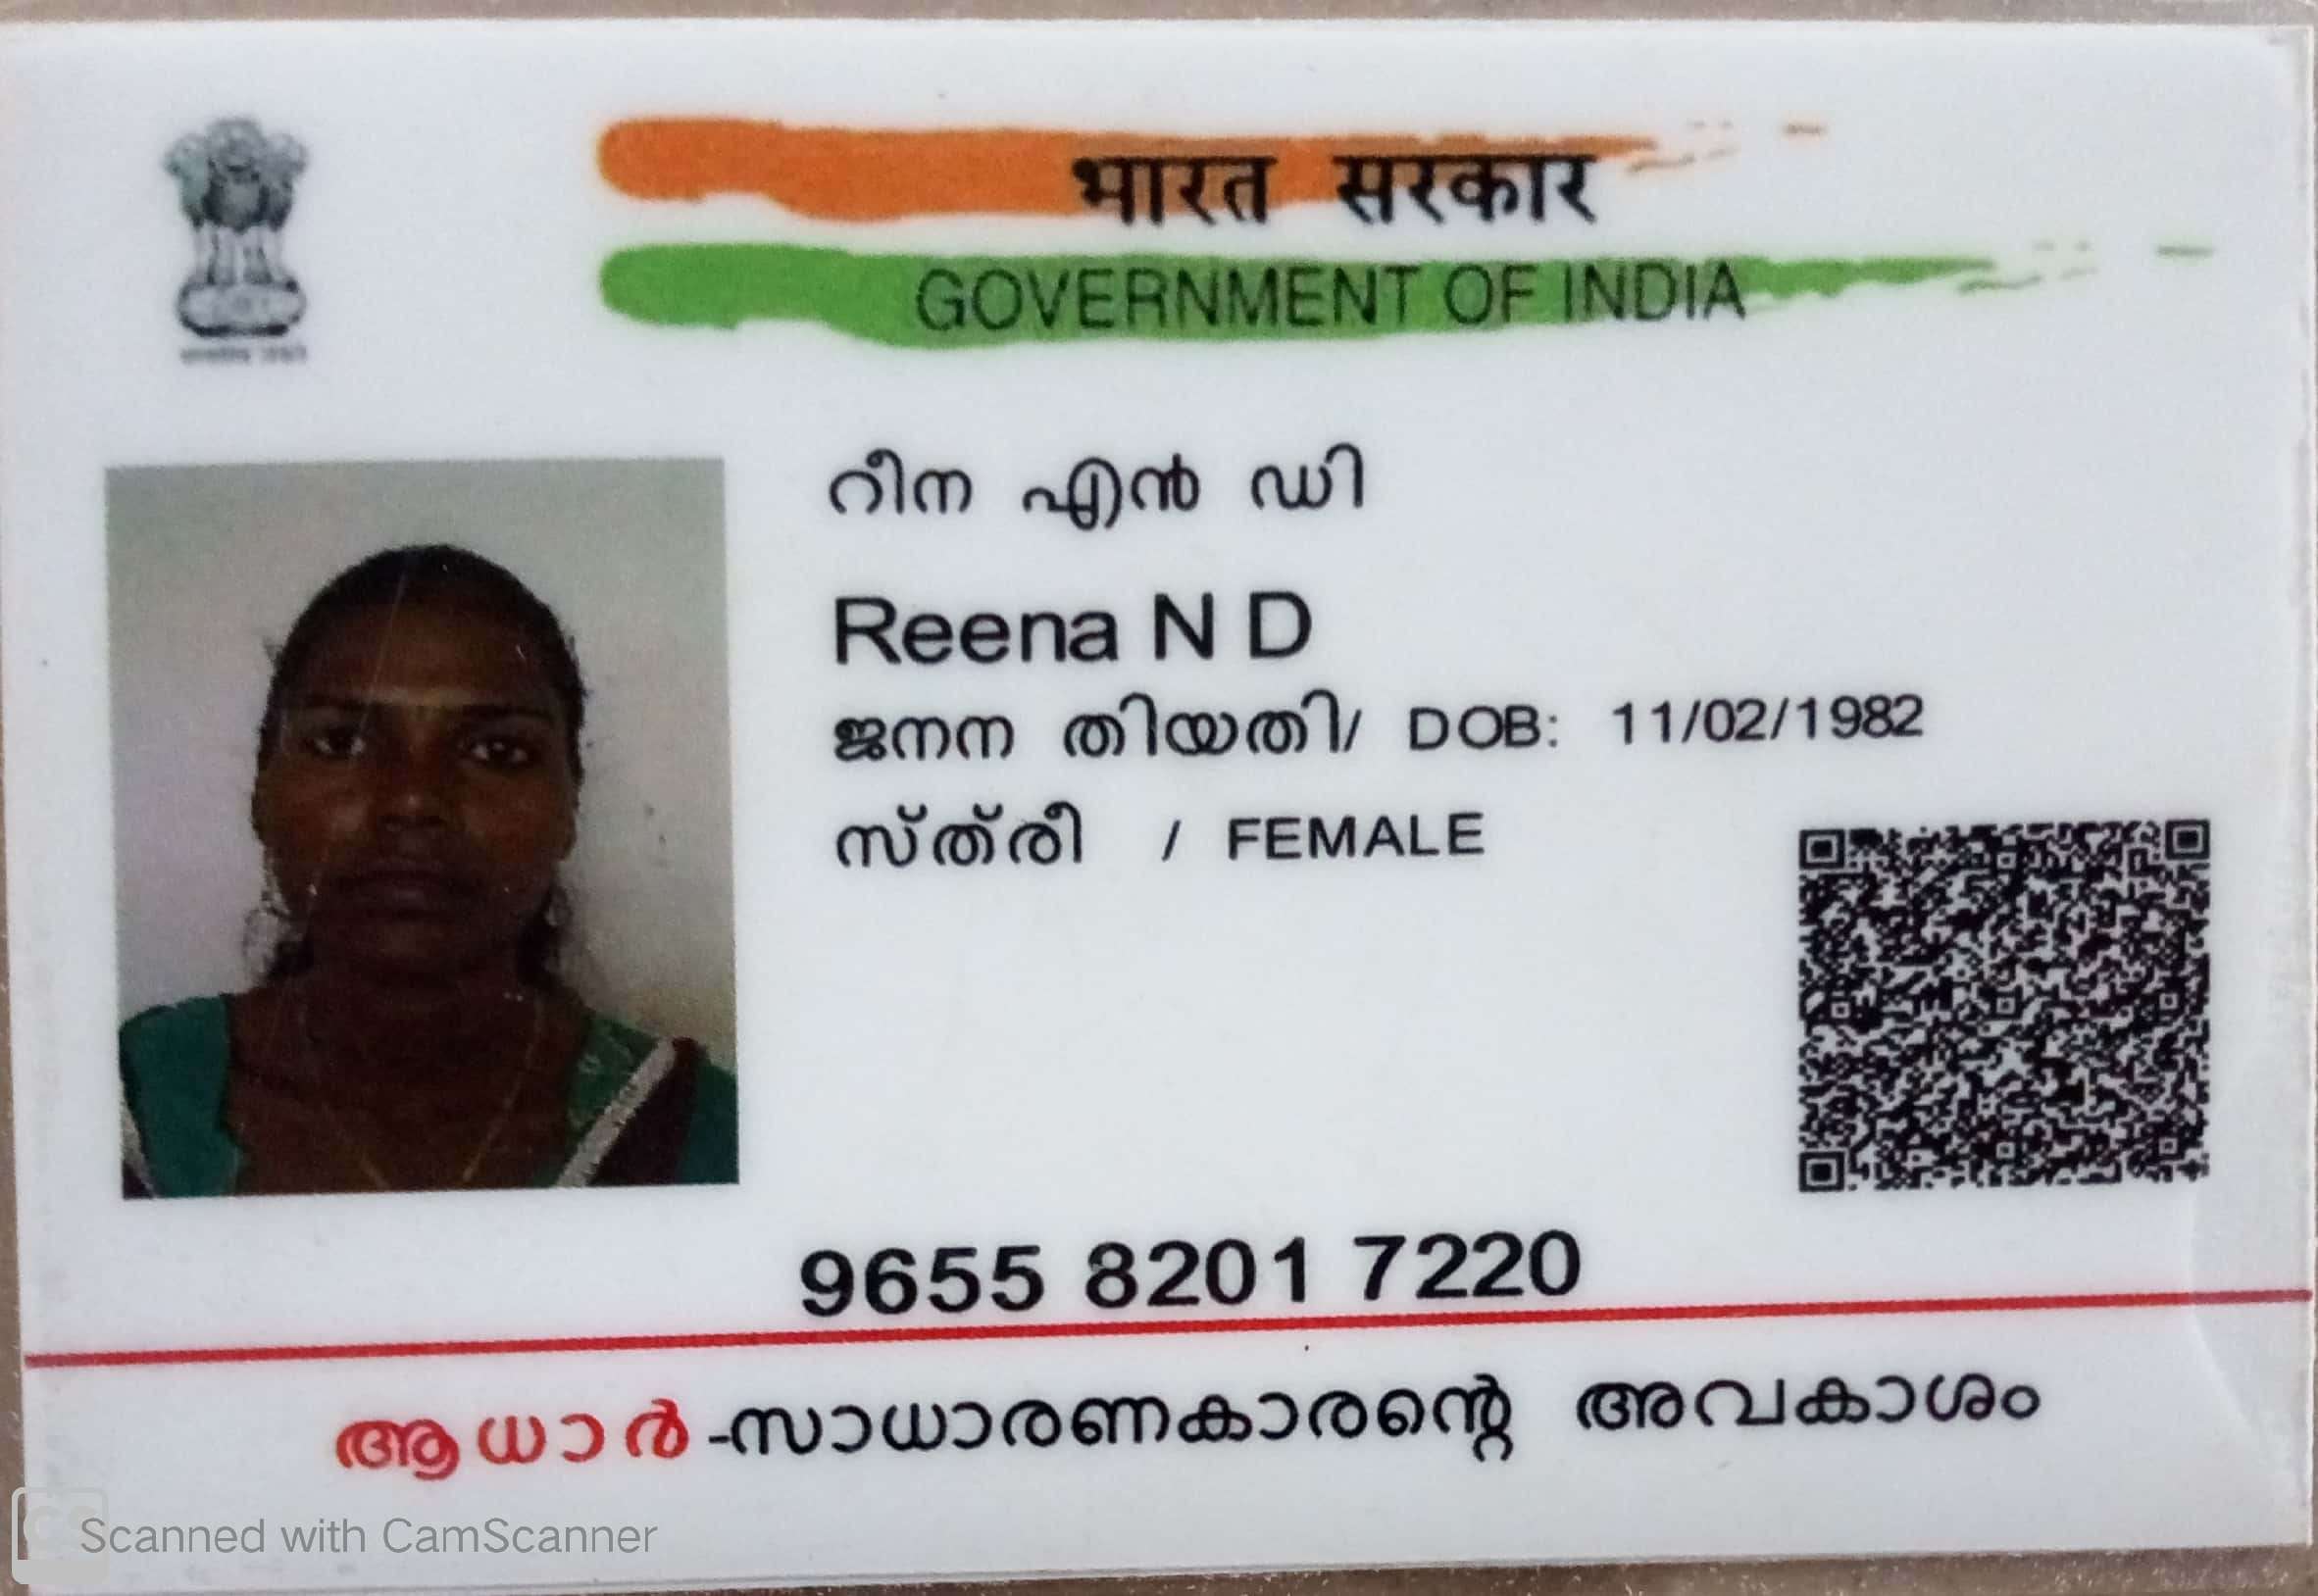 भारत सरकार
GOVERNMENT OF INDIA
റീന എൻ ഡി
Reena N D
ജനന തിയതി/ DOB: 11/02/1982
സ്ത്രീ / FEMALE
9655 8201 7220
ആധാർ-സാധാരണകാരന്റെ അവകാശം
Scanned with CamScanner